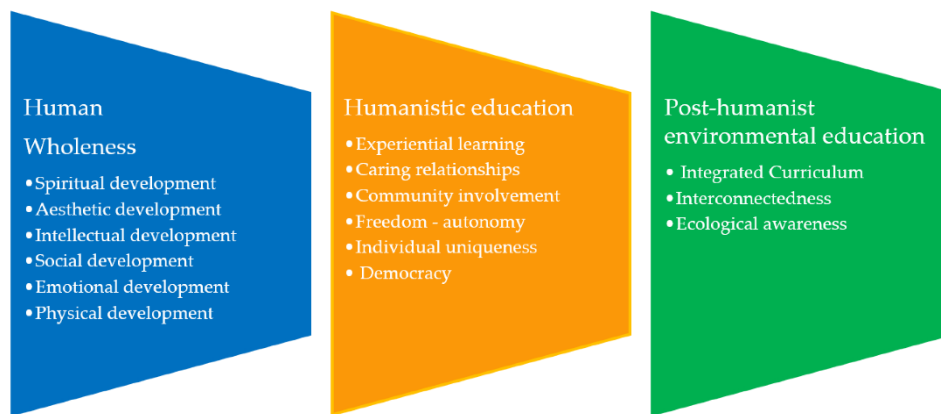 Human
Wholeness
•Spiritual development
•Aesthetic development
•Intellectual development
•Social development
•Emotional development
•Physical development
Humanistic education
•Experiential learning
•Caring relationships
•Community involvement
•Freedom - autonomy
•Individual uniqueness
• Democracy
Post-humanist
environmental education
• Integrated Curriculum
•Interconnectedness
•Ecological awareness